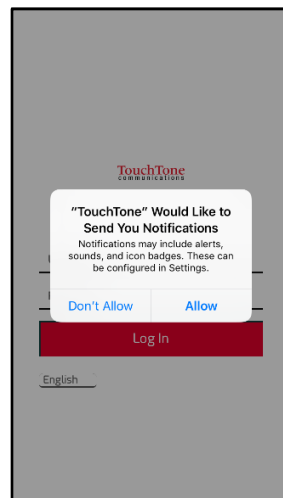 TouchTone
communications
"TouchTone" Would Like to
Send You Notifications
Notifications may include alerts,
sounds, and icon badges. These can
be configured in Settings.
Don't Allow
Allow
Log In
English